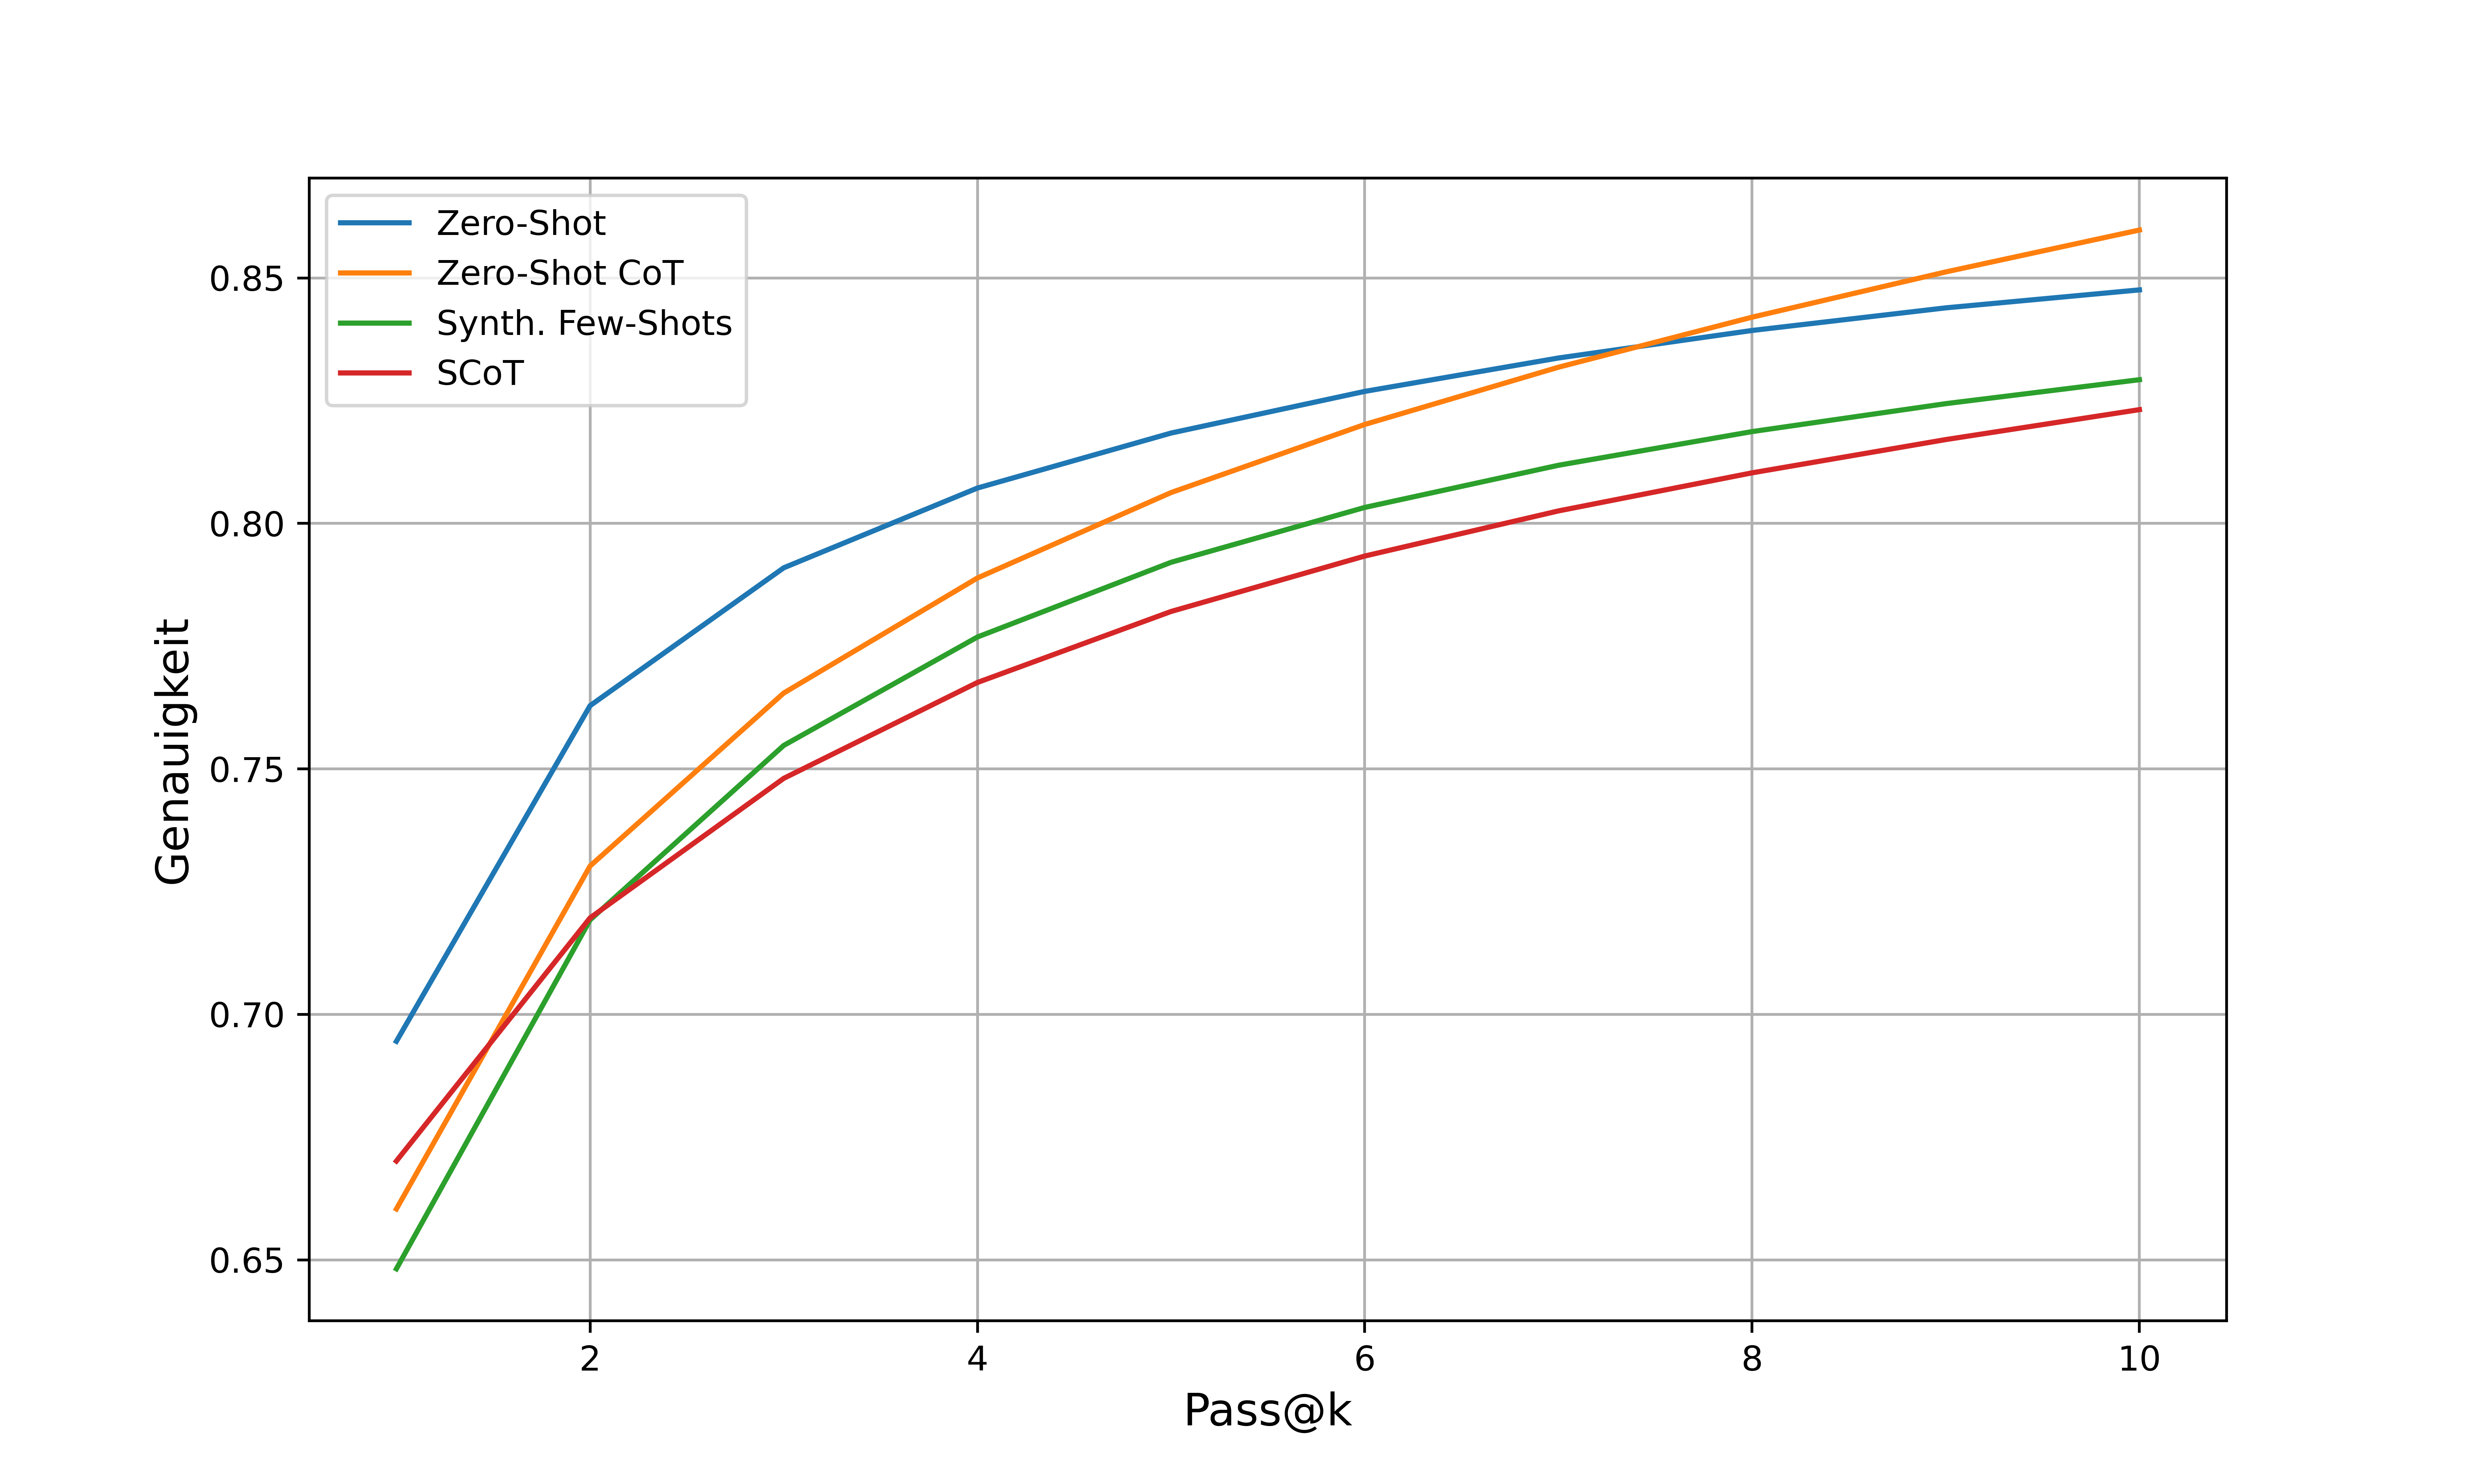 Zero-Shot
Zero-Shot CoT
Synth. Few-Shots
SCoT
0.85
0.80
0.75
0.70
0.65
Genauigkeit
2 4 6 8 10
Pass@k